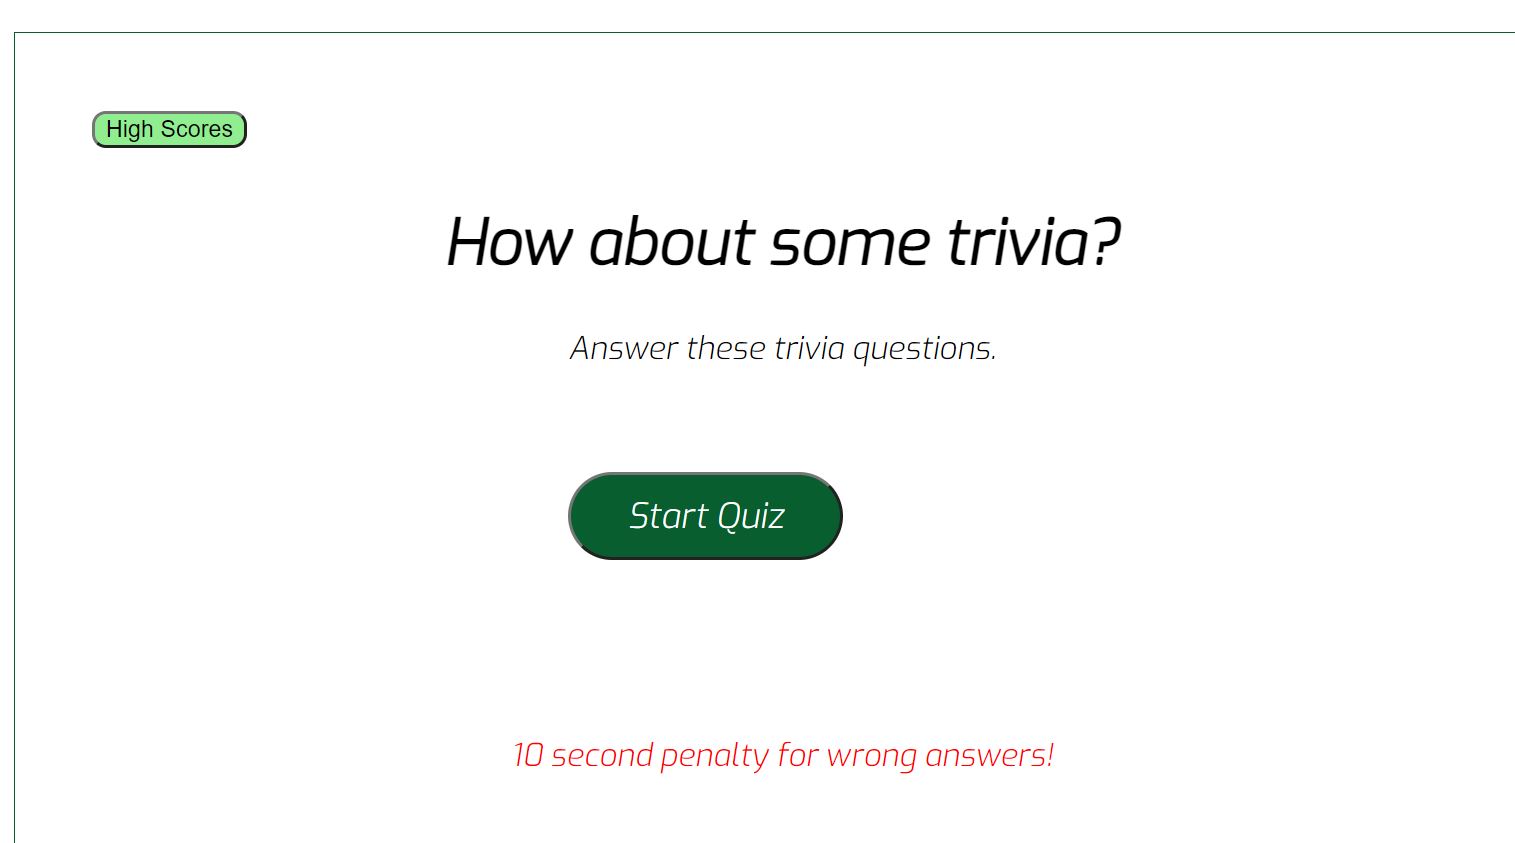 High Scores
How about some trivia?
Answer these trivia questions.
Start Quiz
10 second penalty for wrong answers!